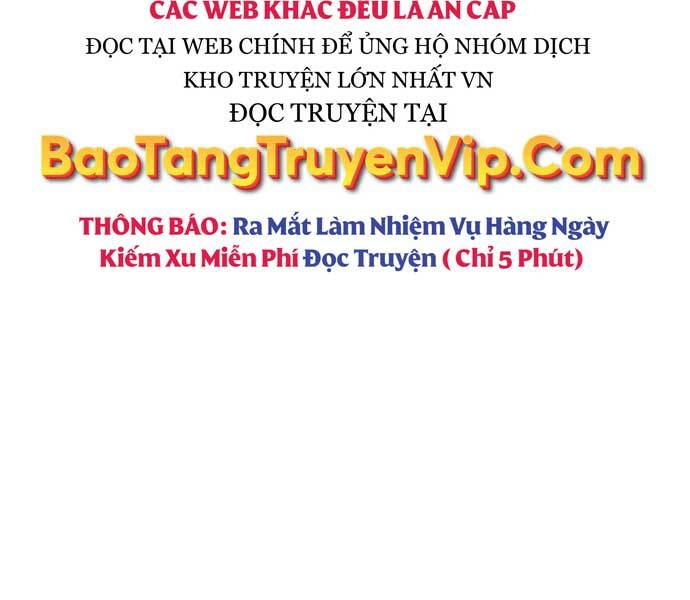 CÁC WEB KHÁC ĐỀU LÀ ĂN CẮP
ĐỌC TẠI WEB CHÍNH ĐỂ ỦNG HỘ NHÓM DỊCH
KHO TRUYỆN LỚN NHẤT VN
ĐỌC TRUYỆN TẠI
BaoTangTruyenVip.Com
THÔNG BÁO: Ra Mắt Làm Nhiệm Vụ Hàng Ngày
Kiếm Xu Miễn Phí Đọc Truyện ( Chỉ 5 Phút)